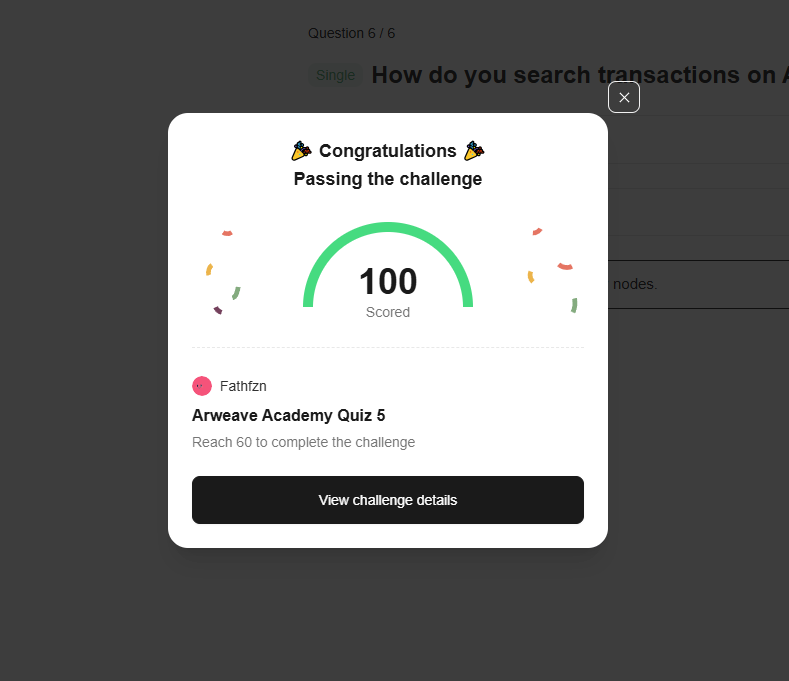 Question 6 / 6
Single How do you search transactions on
Congratulations
Passing the challenge
100
Scored
nodes.
Fathfzn
Arweave Academy Quiz 5
Reach 60 to complete the challenge
View challenge details